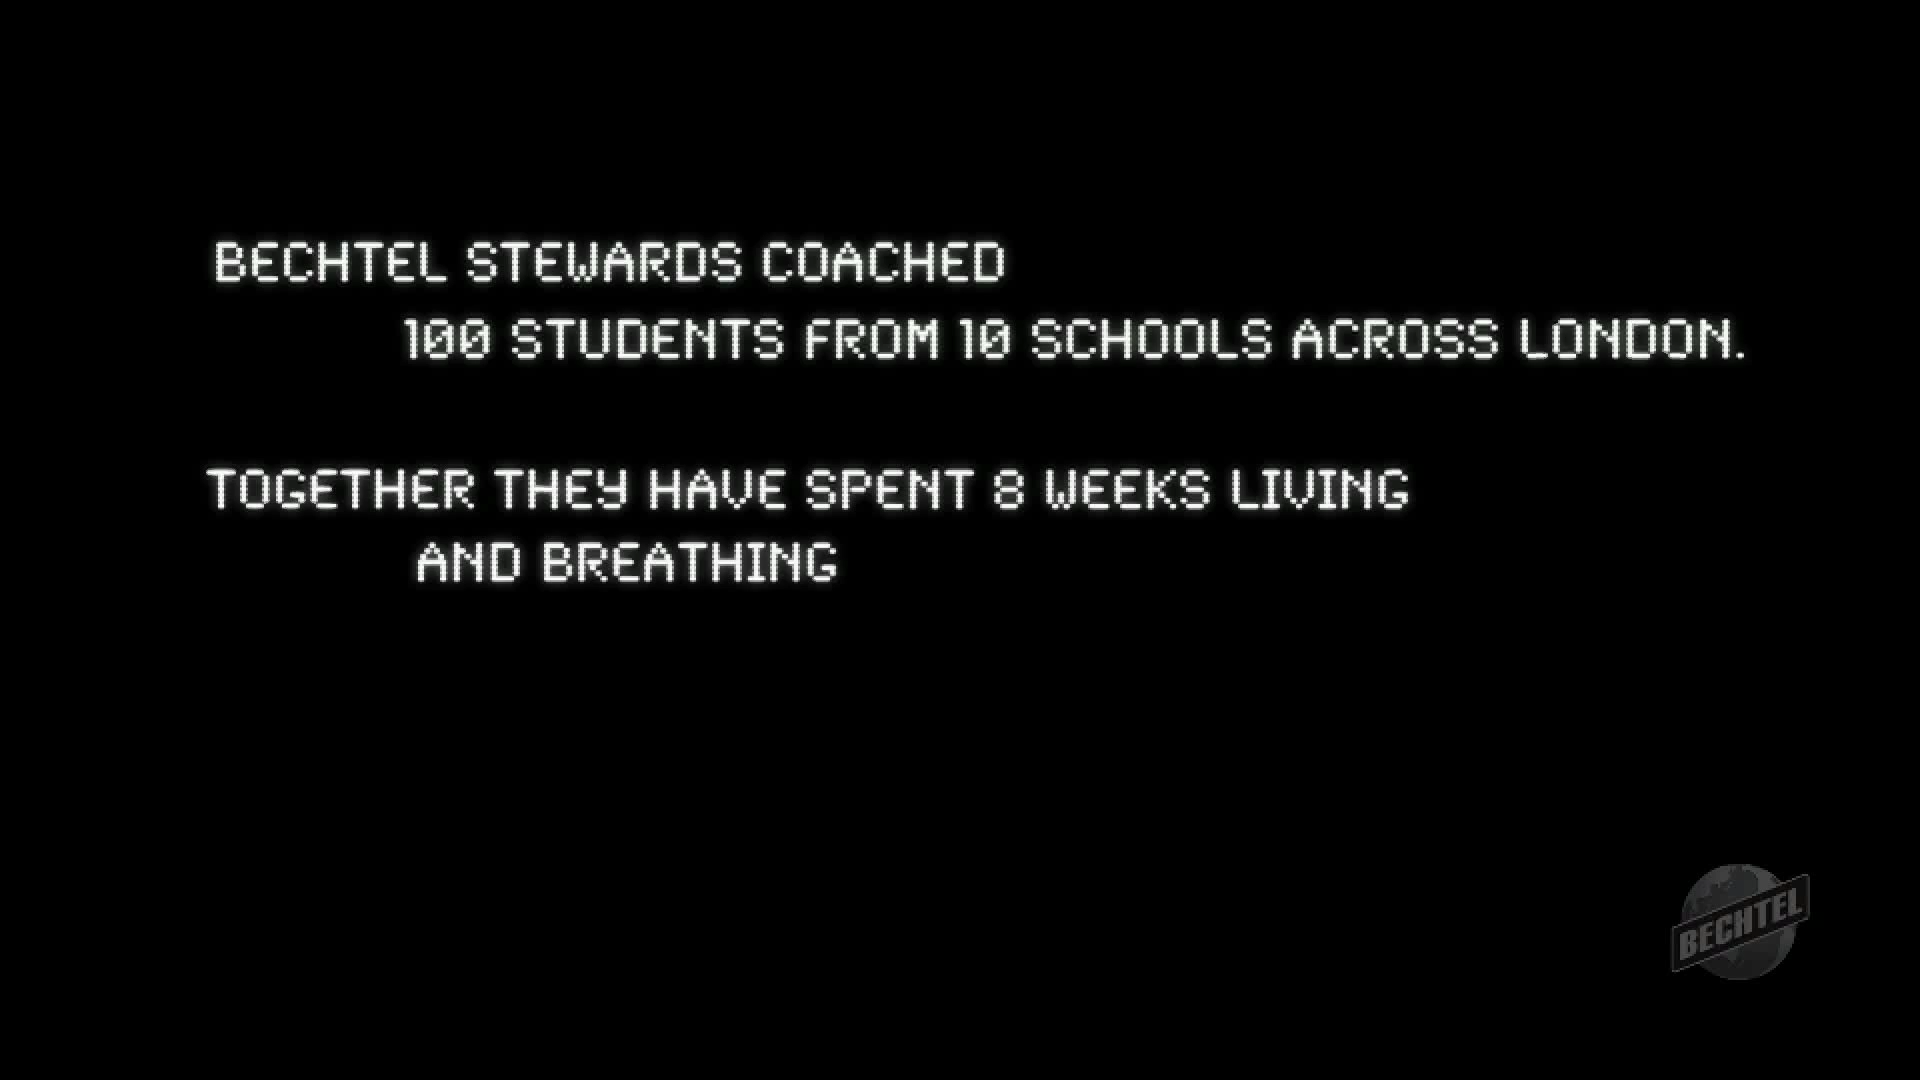 BECHTEL STEWARDS COACHED
100 STUDENTS FROM 10 SCHOOLS ACROSS LONDON.
TOGETHER THEY HAVE SPENT 8 WEEKS LIVING
AND BREATHING
BECHTEL